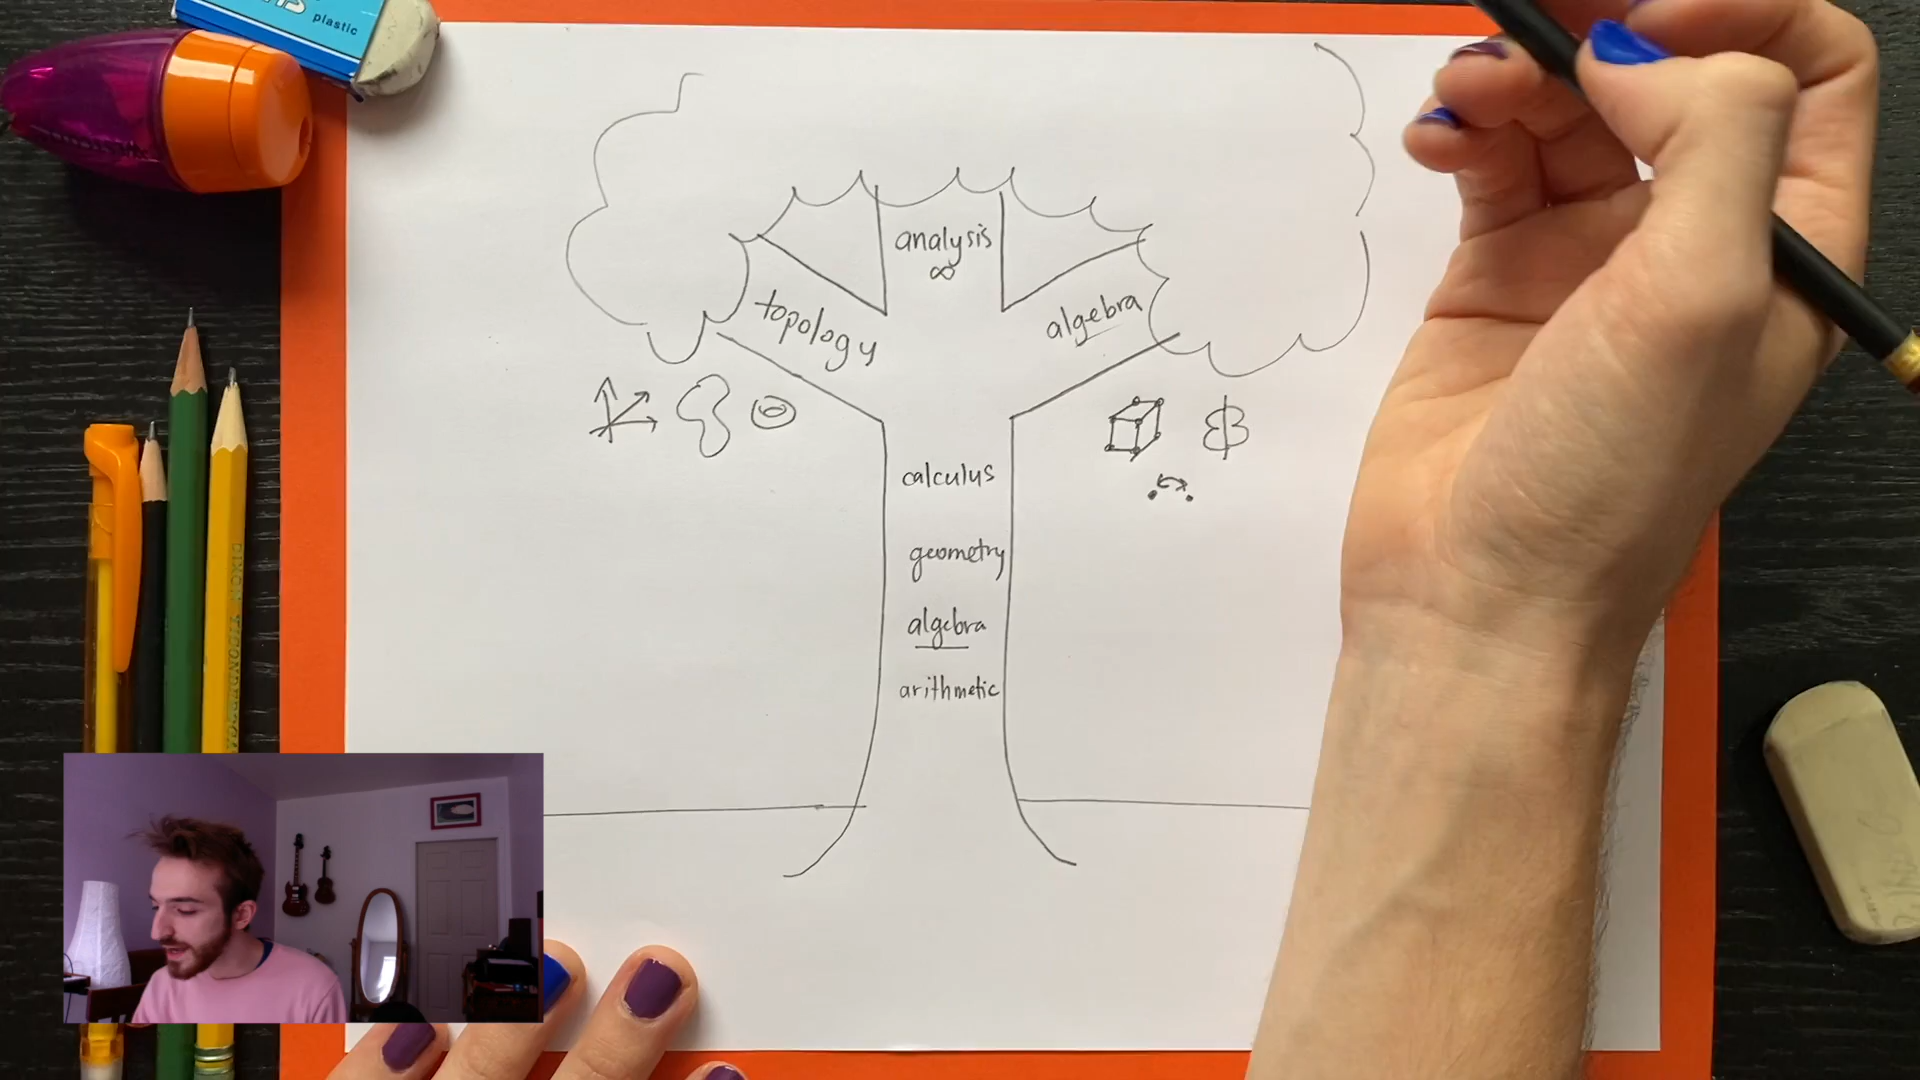 plastic
analysis
∞
topology
algebra
calculus
geometry
algebra
arithmetic